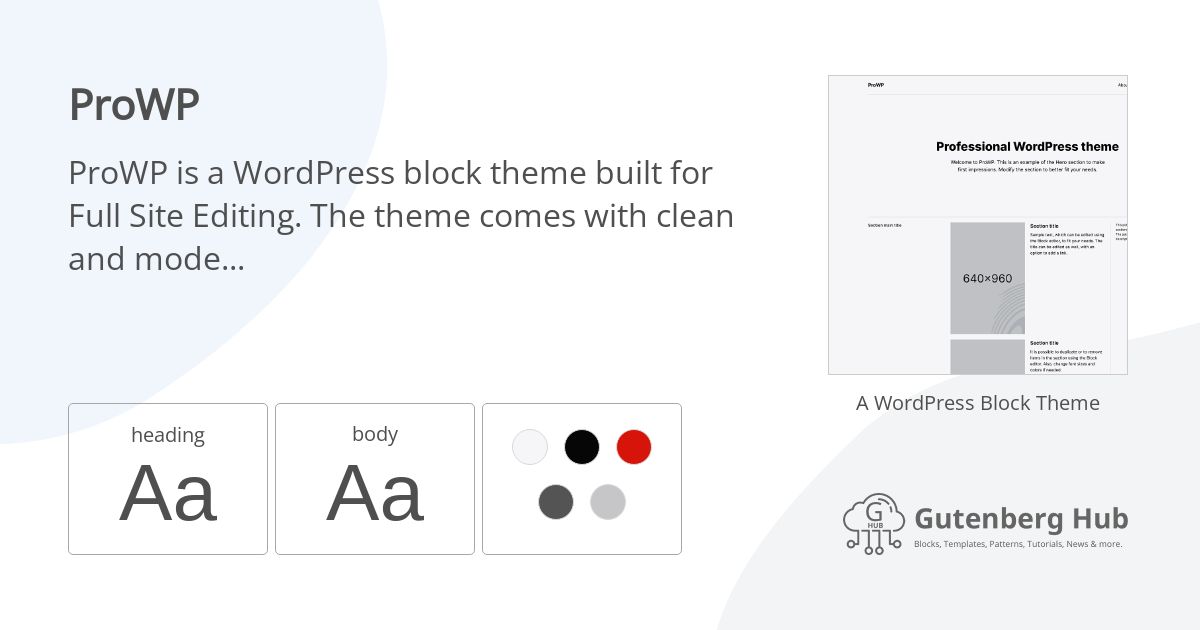 ProWP
ProWP is a WordPress block theme built for
Full Site Editing. The theme comes with clean
and mode...
heading
Aa
body
Aa
ProWP
Professional WordPress theme
Welcome to ProWP. This is an example of the Hero section to make
first impressions. Modify the section to better fit your needs.
Section main title
640×960
Section title
Sample text, which can be edited using
the Block editor, to fit your needs. The
title can be edited as well, with an
option to add a link.
Section title
It is possible to duplicate or to remove
items in the section using the Block
editor. Also, change font sizes and
colors if needed.
A WordPress Block Theme
G
HUB
Gutenberg Hub
Blocks, Templates, Patterns, Tutorials, News & more.